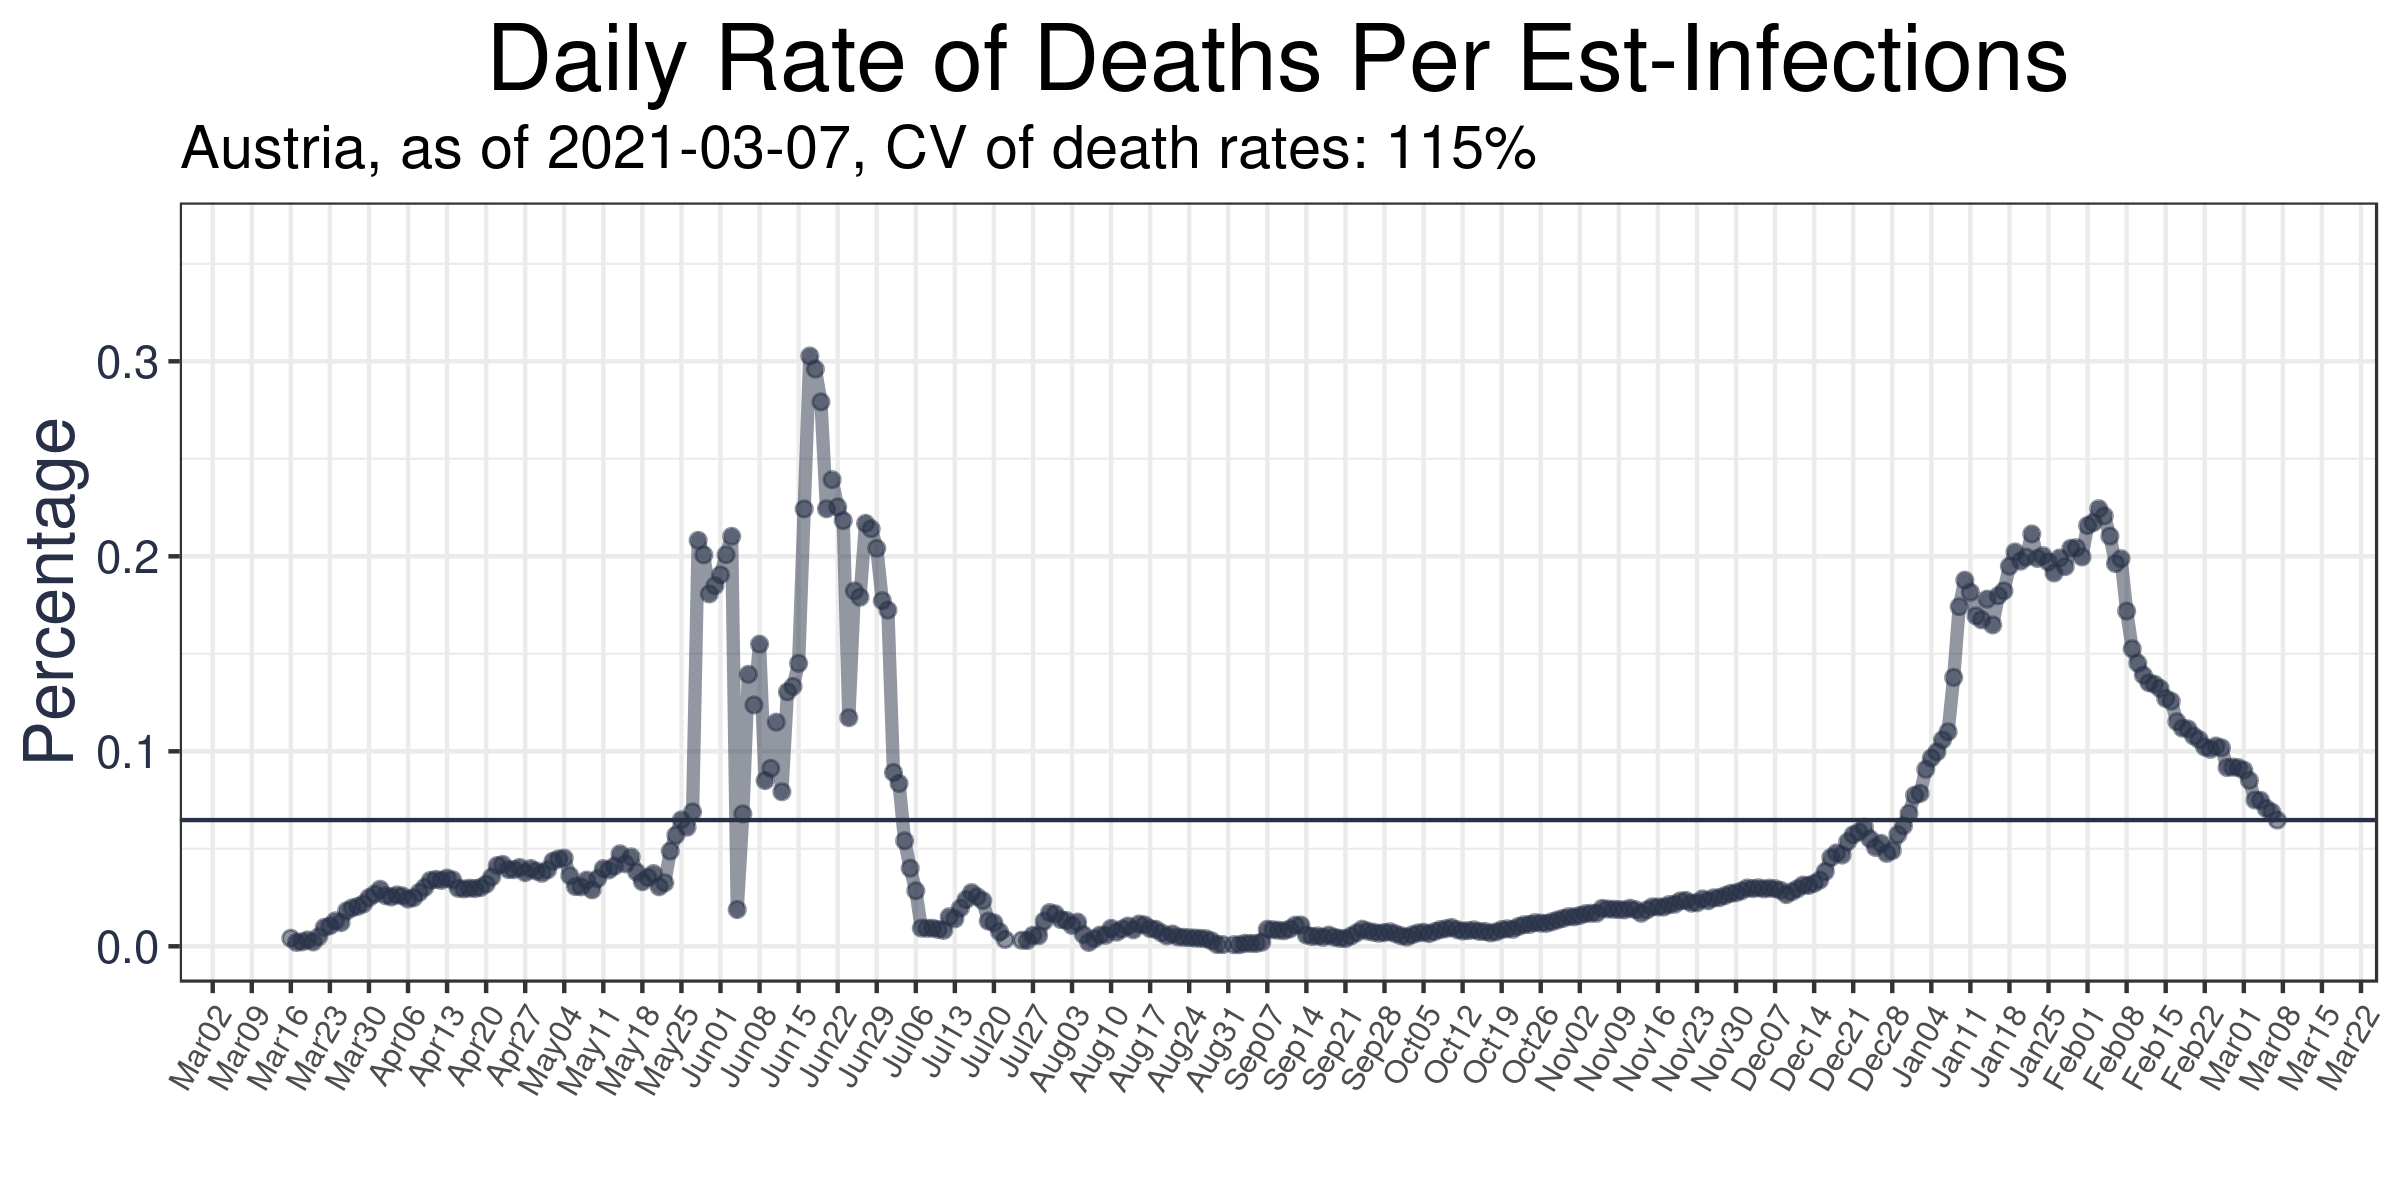 Daily Rate of Deaths Per Est-Infections
Austria, as of 2021-03-07, CV of death rates: 115%
Percentage
0.3
0.2
0.1
0.0
Mar02
Mar09
Mar16
Mar23
Mar30
Apr06
Apr13
Apr20
Apr27
May04
May11
May18
May25
Jun01
Jun08
Jun15
Jun22
Jun29
Jul06
Jul13
Jul20
Jul27
Aug03
Aug10
Aug17
Aug24
Aug31
Sep07
Sep14
Sep21
Sep28
Oct05
Oct12
Oct19
Oct26
Nov02
Nov09
Nov16
Nov23
Nov30
Dec07
Dec14
Dec21
Dec28
Jan04
Jan11
Jan18
Jan25
Feb01
Feb08
Feb15
Feb22
Mar01
Mar08
Mar15
Mar22